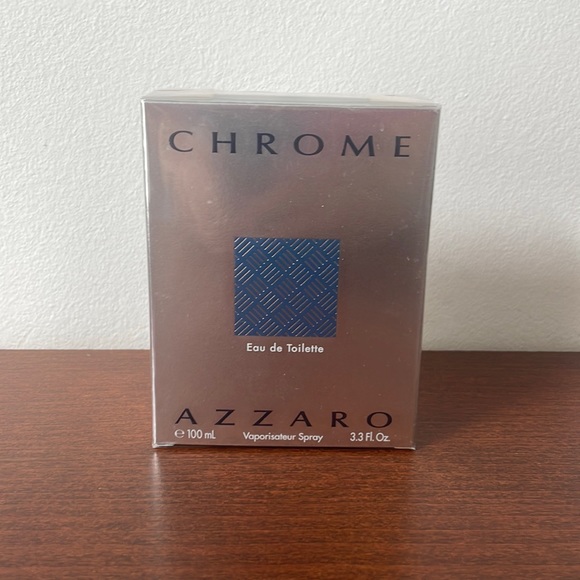 CHROME
Eau de Toilette
AZZARO
℮ 100 mL Vaporisateur Spray 3.3 Fl. Oz.